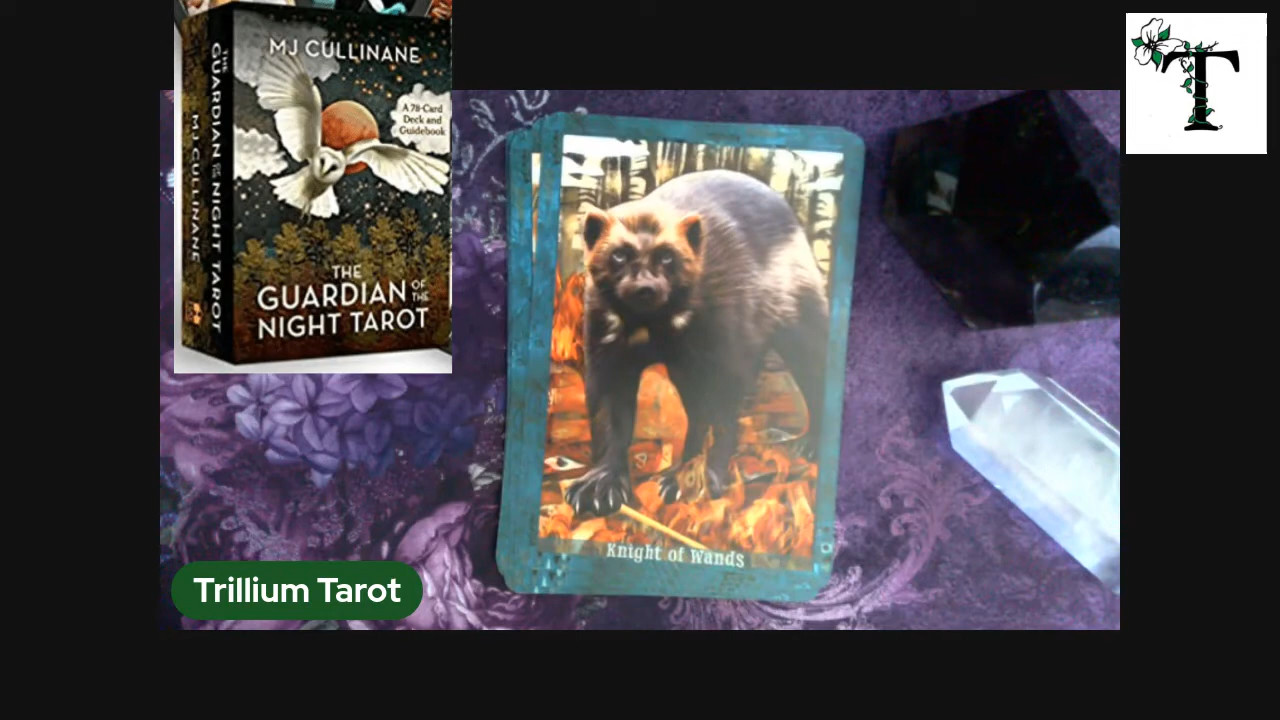 MJ CULLINANE
A 78-Card
Deck and
Guidebook
THE
GUARDIAN OF THE
NIGHT TAROT
THE GUARDIAN OF THE NIGHT TAROT
MJ CULLINANE
T
Knight of Wands
Trillium Tarot